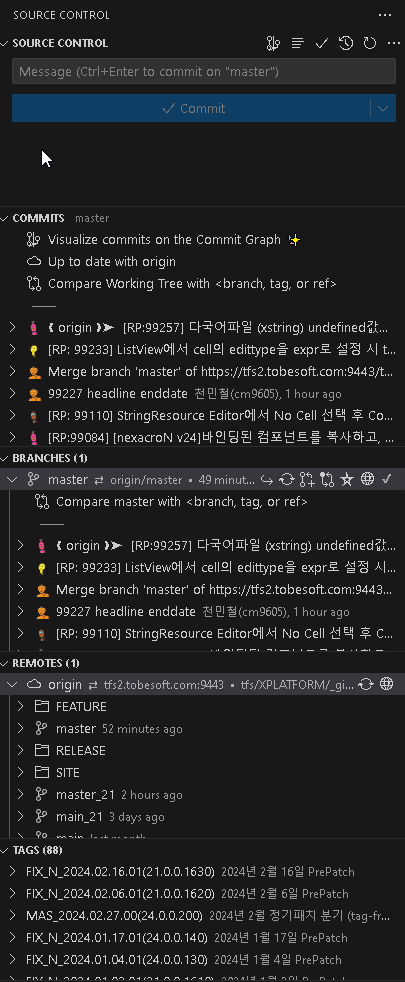 SOURCE CONTROL
SOURCE CONTROL
Message (Ctrl+Enter to commit on "master")
Commit
COMMITS master
Visualize commits on the Commit Graph
Up to date with origin
Compare Working Tree with <branch, tag, or ref>
origin [RP:99257] 다국어파일 (xstring) undefined값...
[RP: 99233] ListView에서 cell의 edittype을 expr로 설정 시 t...
Merge branch 'master' of https://tfs2.tobesoft.com:9443/t...
99227 headline enddate 천민철(cm9605), 1 hour ago
[RP: 99110] StringResource Editor에서 No Cell 선택 후 Co...
[RP:99084] [nexacroN v24]바인딩된 컴포넌트를 복사하고, ...
BRANCHES (1)
master ⇄ origin/master • 49 minut...
Compare master with <branch, tag, or ref>
origin [RP:99257] 다국어파일 (xstring) undefined값...
[RP: 99233] ListView에서 cell의 edittype을 expr로 설정 시...
Merge branch 'master' of https://tfs2.tobesoft.com:9443...
99227 headline enddate 천민철(cm9605), 1 hour ago
[RP: 99110] StringResource Editor에서 No Cell 선택 후 C...
REMOTES (1)
origin ⇄ tfs2.tobesoft.com:9443 • tfs/XPLATFORM/_gi...
FEATURE
master 52 minutes ago
RELEASE
SITE
master_21 2 hours ago
main_21 3 days ago
main last month
TAGS (88)
FIX_N_2024.02.16.01(21.0.0.1630) 2024년 2월 16일 PrePatch
FIX_N_2024.02.06.01(21.0.0.1620) 2024년 2월 6일 PrePatch
MAS_2024.02.27.00(24.0.0.200) 2024년 2월 정기패치 분기 (tag-fr...
FIX_N_2024.01.17.01(24.0.0.140) 2024년 1월 17일 PrePatch
FIX_N_2024.01.04.01(24.0.0.130) 2024년 1월 4일 PrePatch